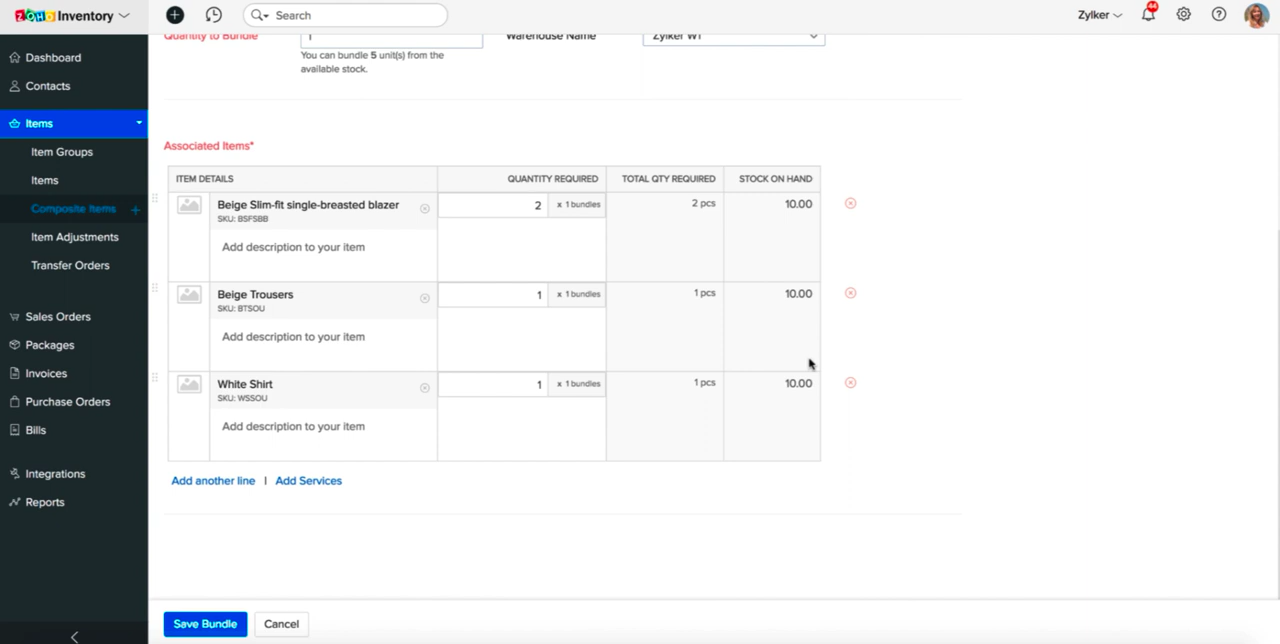 ZOHO Inventory
Search
Zylker
44
Dashboard
Contacts
Items
Item Groups
Items
Composite Items +
Item Adjustments
Transfer Orders
Sales Orders
Packages
Invoices
Purchase Orders
Bills
Integrations
Reports
Quantity to Bundle
1
Warehouse Name
Zylker W1
You can bundle 5 unit(s) from the
available stock.
Associated Items*
ITEM DETAILS QUANTITY REQUIRED TOTAL QTY REQUIRED STOCK ON HAND
Beige Slim-fit single-breasted blazer 2 x 1 bundles 2 pcs 10.00
SKU: BSFSBB
Add description to your item
Beige Trousers 1 x 1 bundles 1 pcs 10.00
SKU: BTSOU
Add description to your item
White Shirt 1 x 1 bundles 1 pcs 10.00
SKU: WSSOU
Add description to your item
Add another line | Add Services
Save Bundle Cancel